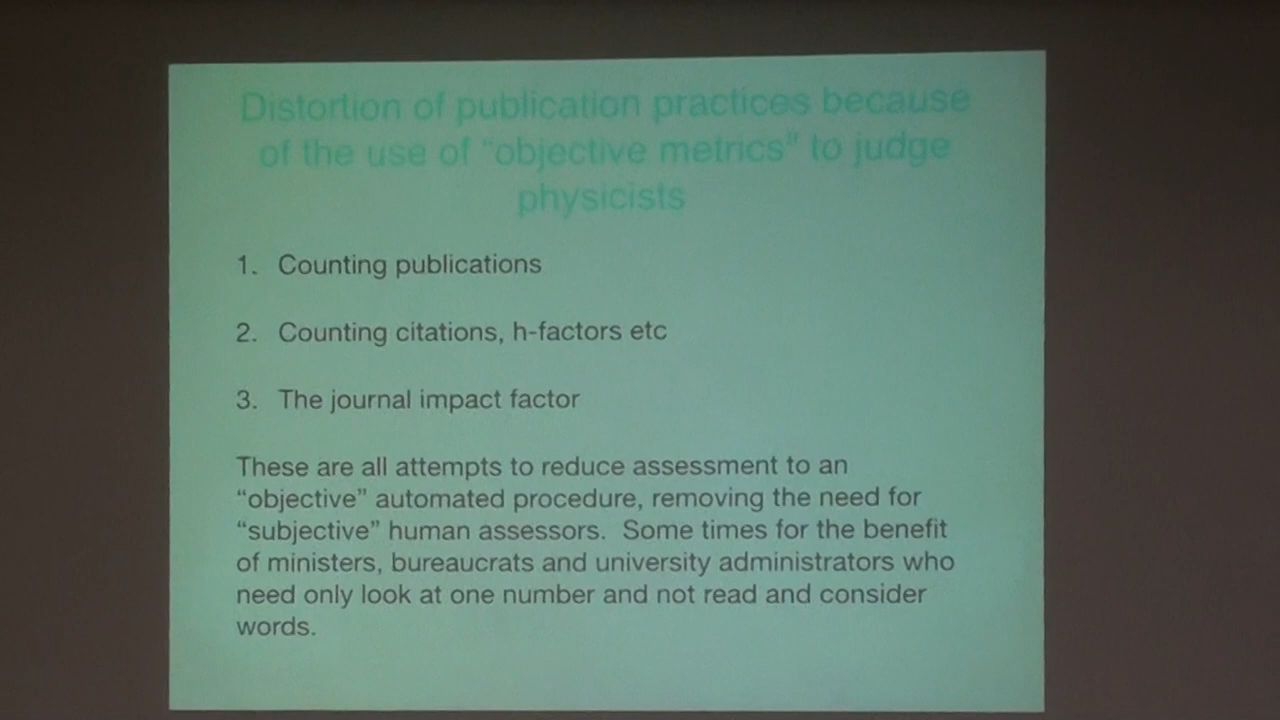 Distortion of publication practices because
of the use of “objective metrics” to judge
physicists
1. Counting publications
2. Counting citations, h-factors etc
3. The journal impact factor
These are all attempts to reduce assessment to an
“objective” automated procedure, removing the need for
“subjective” human assessors. Some times for the benefit
of ministers, bureaucrats and university administrators who
need only look at one number and not read and consider
words.